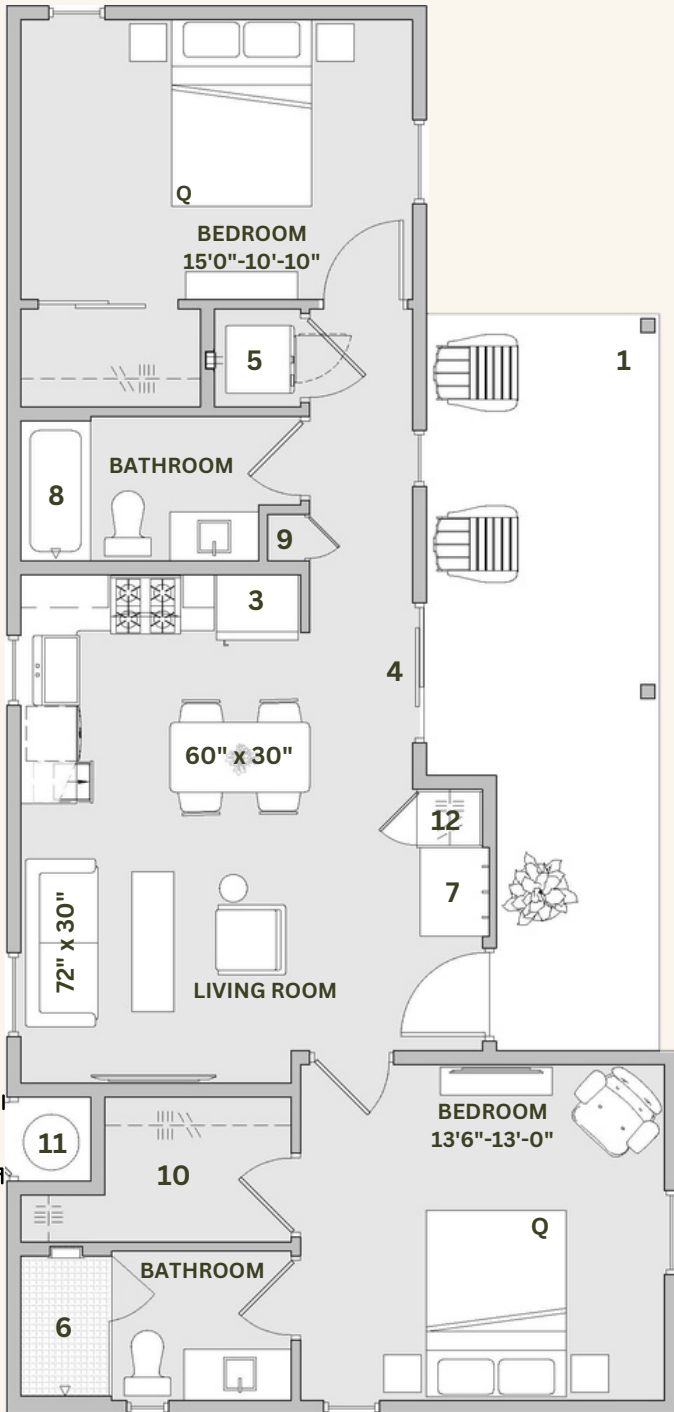 Q
BEDROOM
15'0"-10'-10"
1
5
BATHROOM
8
9
3
4
60" x 30"
12
7
72" x 30"
LIVING ROOM
BEDROOM
13'6"-13'-0"
11
10
Q
BATHROOM
6